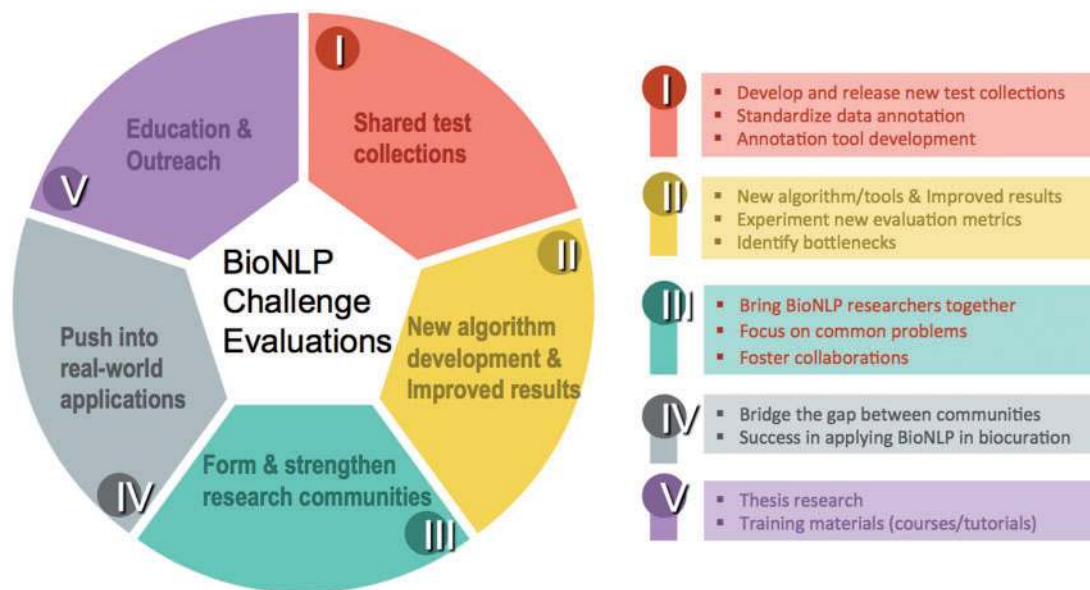 I
Shared test
collections
II
New algorithm
development &
Improved results
III
Form & strengthen
research communities
IV
Push into
real-world
applications
V
Education &
Outreach
BioNLP
Challenge
Evaluations
I
▪ Develop and release new test collections
▪ Standardize data annotation
▪ Annotation tool development
II
▪ New algorithm/tools & Improved results
▪ Experiment new evaluation metrics
▪ Identify bottlenecks
III
▪ Bring BioNLP researchers together
▪ Focus on common problems
▪ Foster collaborations
IV
▪ Bridge the gap between communities
▪ Success in applying BioNLP in biocuration
V
▪ Thesis research
▪ Training materials (courses/tutorials)